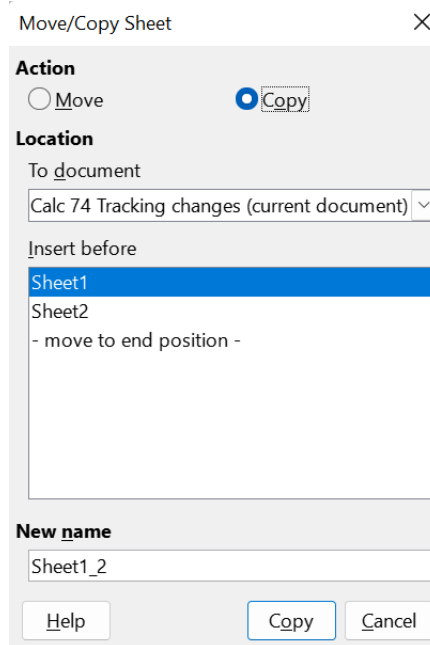 Move/Copy Sheet
Action
Move Copy
Location
To document
Calc 74 Tracking changes (current document)
Insert before
Sheet1
Sheet2
- move to end position -
New name
Sheet1_2
Help Copy Cancel